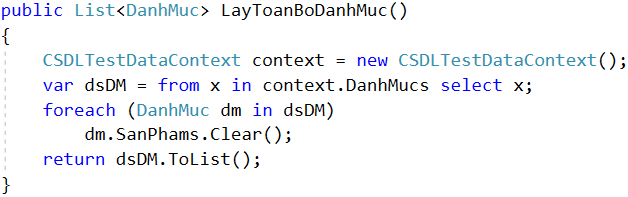 public List<DanhMuc> LayToanBoDanhMuc()
{
    CSDLTestDataContext context = new CSDLTestDataContext();
    var dsDM = from x in context.DanhMucs select x;
    foreach (DanhMuc dm in dsDM)
        dm.SanPhams.Clear();
    return dsDM.ToList();
}